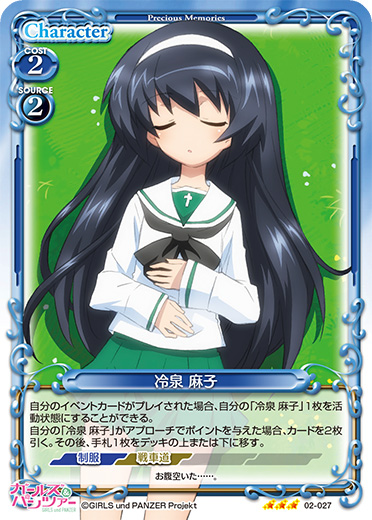 Precious Memories
Character
COST
2
SOURCE
2
冷泉 麻子
自分のイベントカードがプレイされた場合、自分の「冷泉 麻子」1枚を活
動状態にすることができる。
自分の「冷泉 麻子」がアプローチでポイントを与えた場合、カードを2枚
引く。その後、手札1枚をデッキの上または下に移す。
制服 戦車道
お腹空いた……。
ガールズ&パンツァー
GIRLS und PANZER
©GIRLS und PANZER Projekt
★★★ 02-027